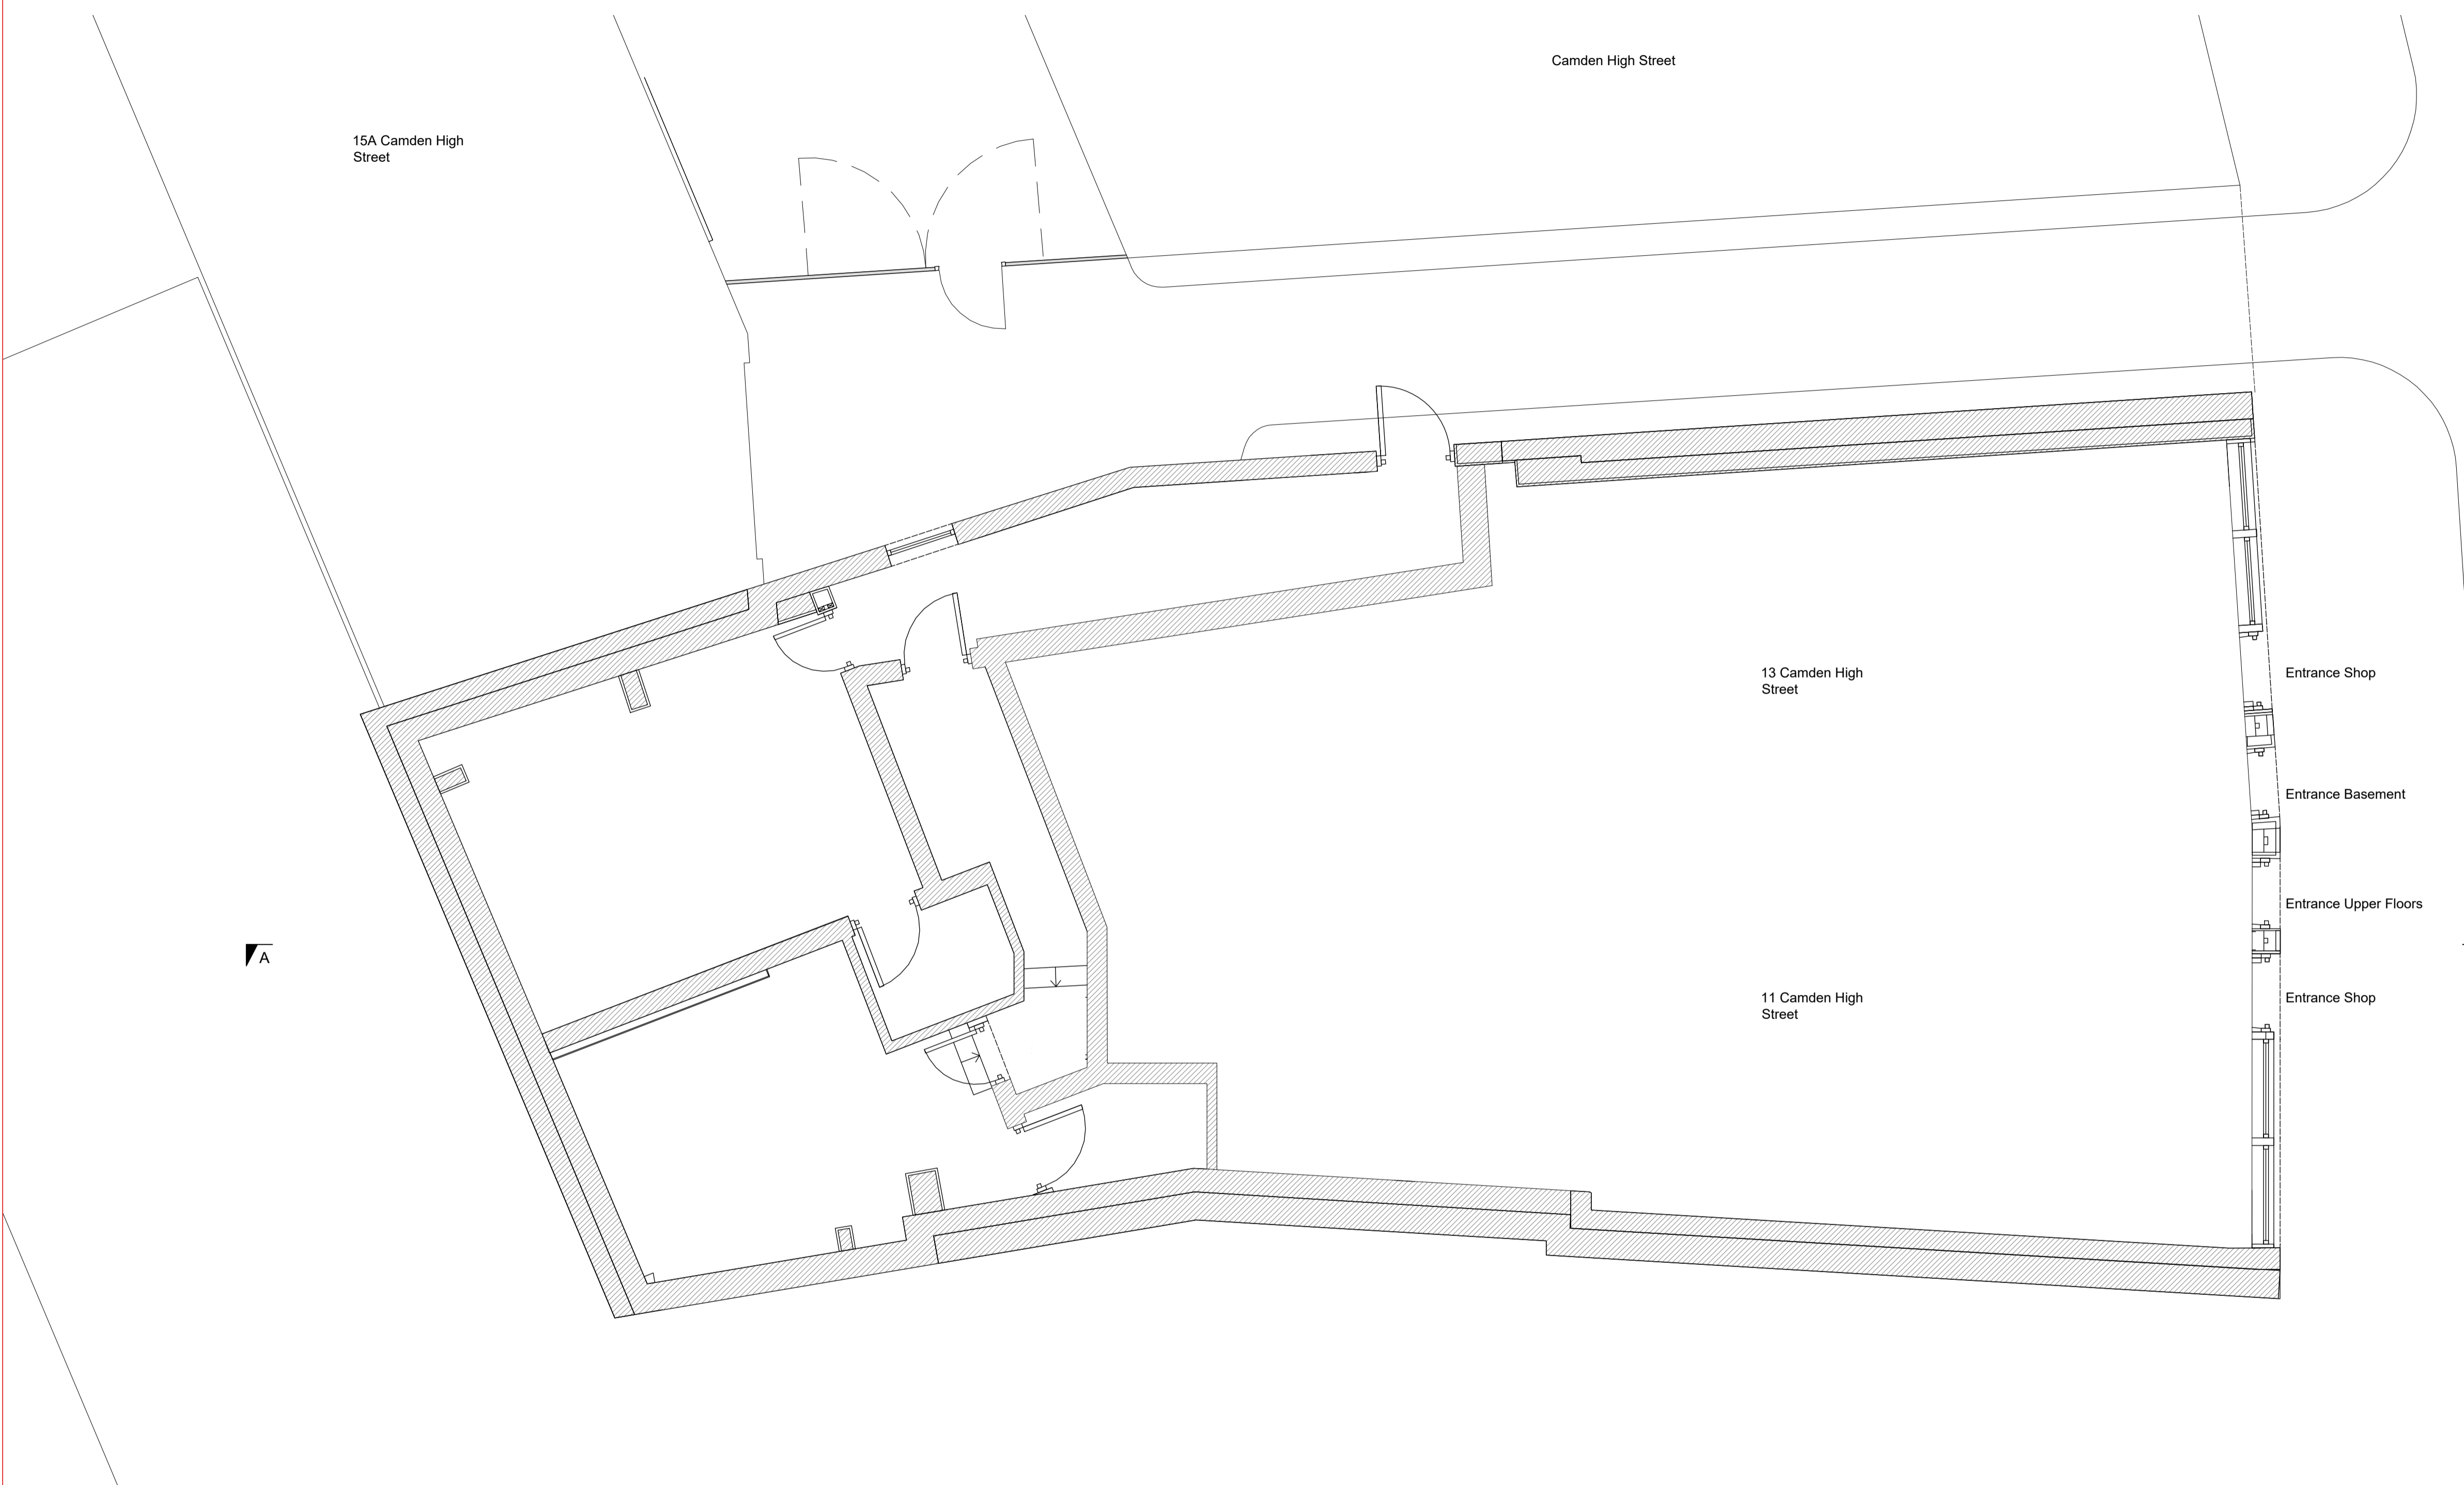 Camden High Street
15A Camden High
Street
13 Camden High
Street
Entrance Shop
Entrance Basement
Entrance Upper Floors
A
11 Camden High
Street
Entrance Shop